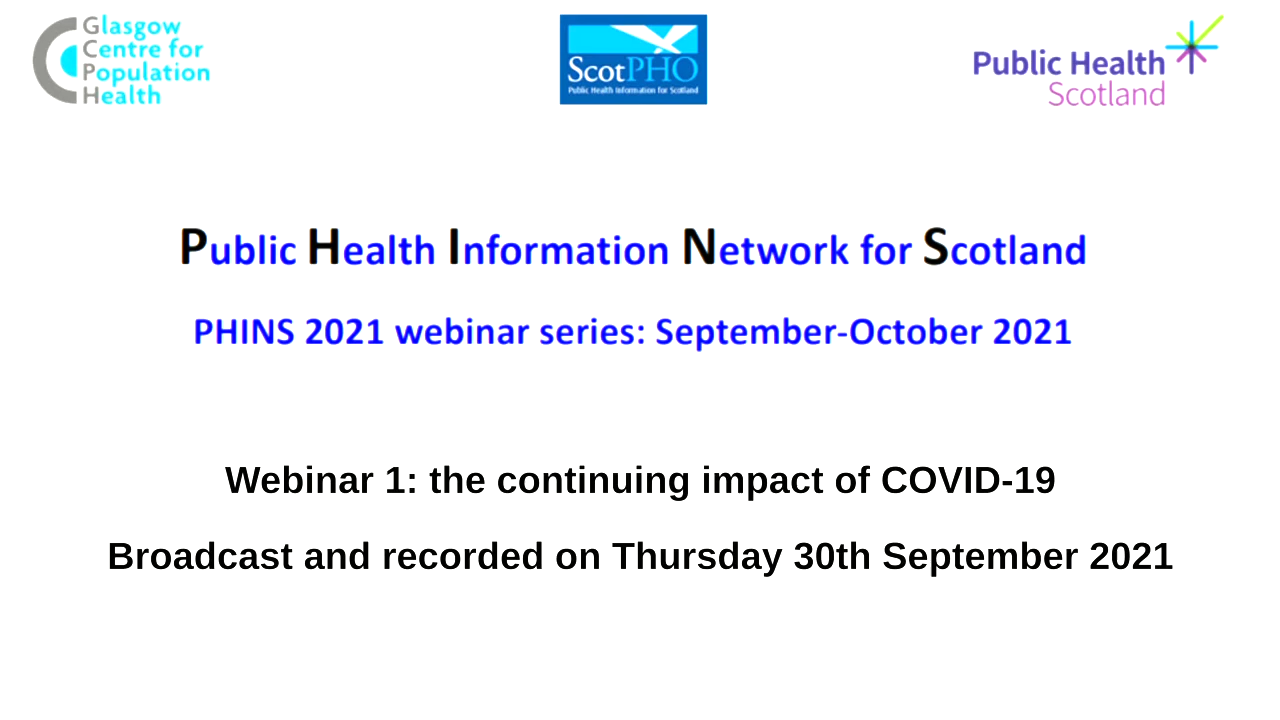 Glasgow
Centre for
Population
Health
ScotPHO
Public Health Information for Scotland
Public Health
Scotland
Public Health Information Network for Scotland
PHINS 2021 webinar series: September-October 2021
Webinar 1: the continuing impact of COVID-19
Broadcast and recorded on Thursday 30th September 2021